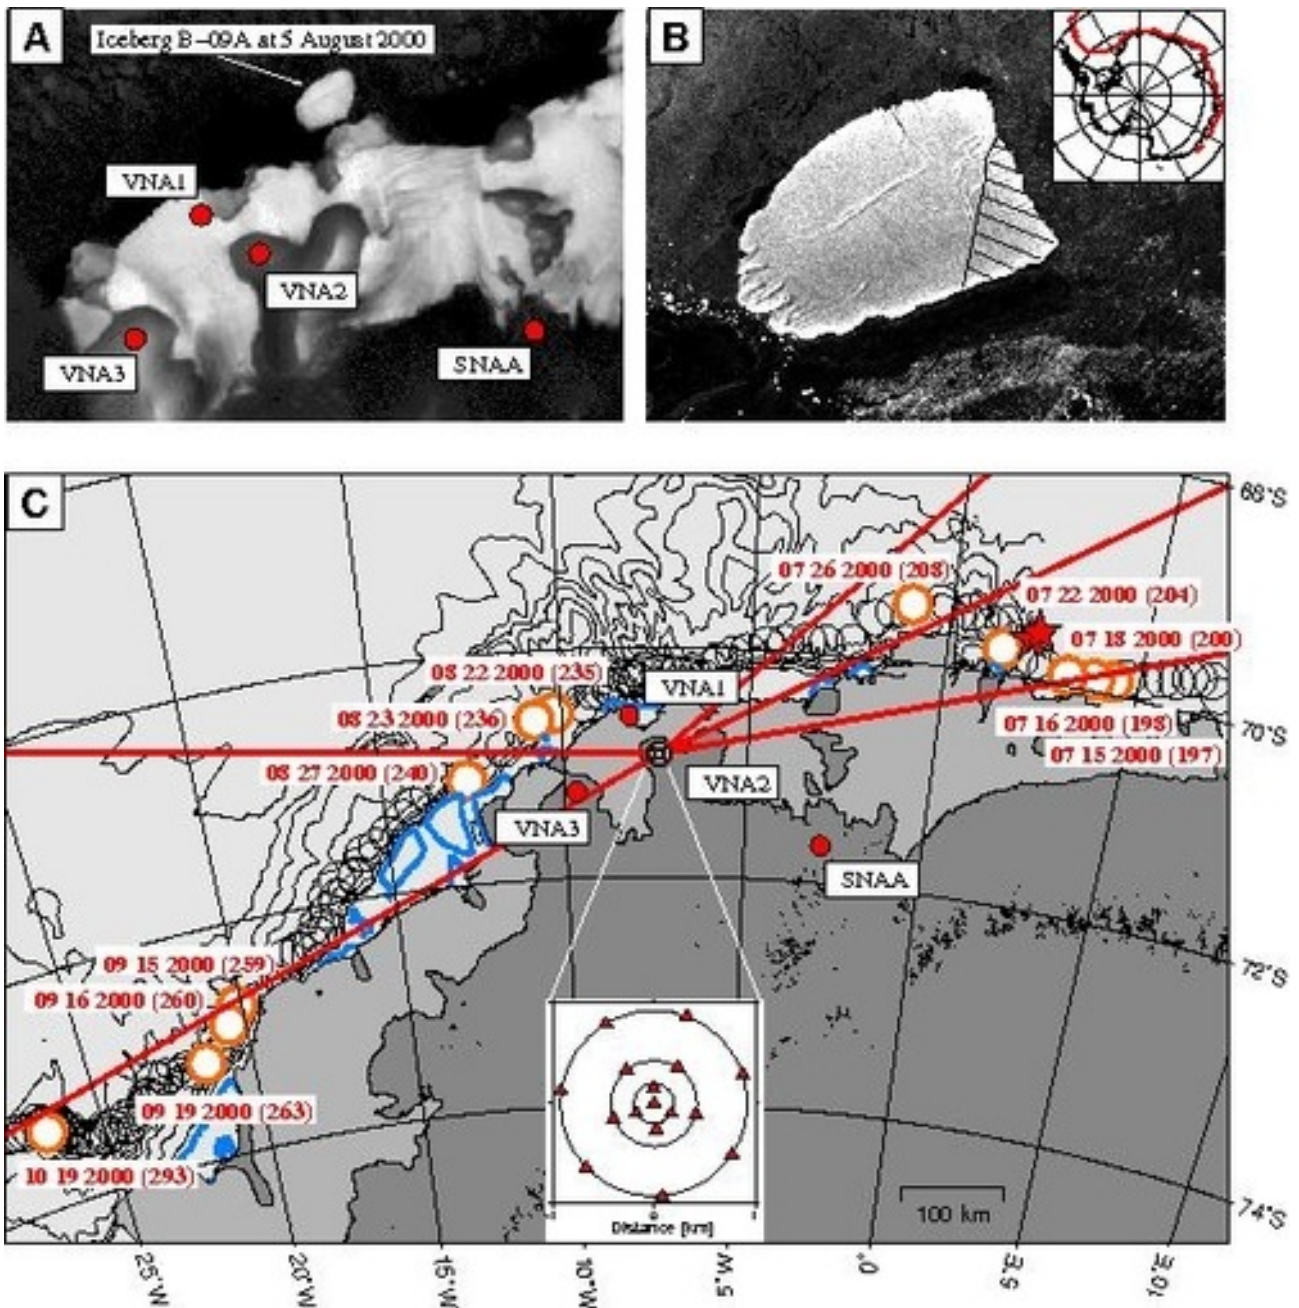 A
Iceberg B-09A at 5 August 2000
VNA1
VNA2
VNA3
SNAA
B
C
68°S
07 26 2000 (208)
07 22 2000 (204)
07 18 2000 (200)
08 22 2000 (235)
VNA1
08 23 2000 (236)
07 16 2000 (198)
70°S
07 15 2000 (197)
08 27 2000 (240)
VNA2
VNA3
SNAA
09 15 2000 (259)
72°S
09 16 2000 (260)
09 19 2000 (263)
10 19 2000 (293)
0
1
Distance [km]
100 km
74°S
25°W
20°W
15°W
10°W
5°W
0°
5°E
10°E